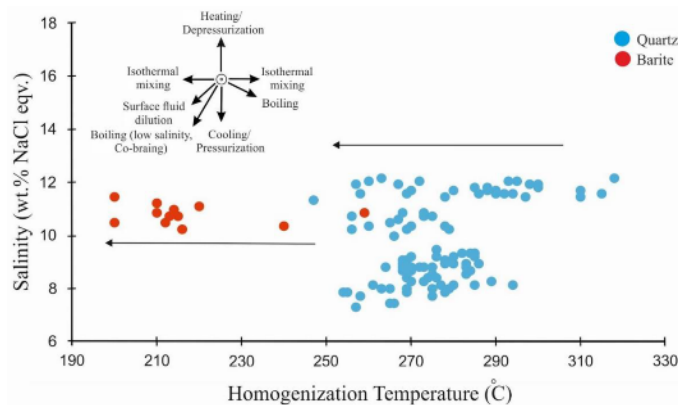 Heating/
Depressurization
Isothermal
mixing
Isothermal
mixing
Boiling
Surface fluid
dilution
Boiling (low salinity,
Co-braing)
Cooling/
Pressurization
Quartz
Barite
Salinity (wt.% NaCl eqv.)
18
16
14
12
10
8
6
190
210
230
250
270
290
310
330
Homogenization Temperature (°C)